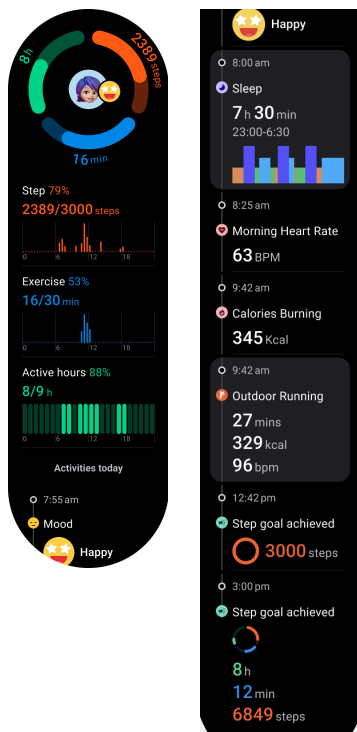 8h
2389 steps
16 min
Step 79%
2389/3000 steps
0 6 12 18
Exercise 53%
16/30 min
0 6 12 18
Active hours 88%
8/9 h
0 6 12 18
Activities today
7:55 am
Mood
Happy
Happy
8:00 am
Sleep
7h 30 min
23:00-6:30
8:25 am
Morning Heart Rate
63 BPM
9:42 am
Calories Burning
345 Kcal
9:42 am
Outdoor Running
27 mins
329 kcal
96 bpm
12:42 pm
Step goal achieved
3000 steps
3:00 pm
Step goal achieved
8h
12 min
6849 steps